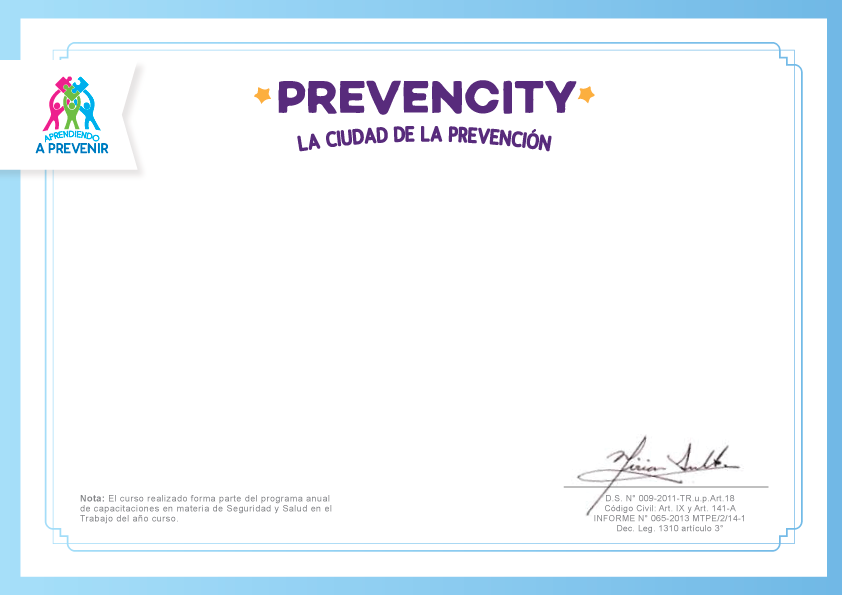 PREVENCITY
LA CIUDAD DE LA PREVENCIÓN
APRENDIENDO
A PREVENIR
Nota: El curso realizado forma parte del programa anual
de capacitaciones en materia de Seguridad y Salud en el
Trabajo del año curso.
D.S. N° 009-2011-TR.u.p.Art.18
Código Civil: Art. IX y Art. 141-A
INFORME N° 065-2013 MTPE/2/14-1
Dec. Leg. 1310 artículo 3°